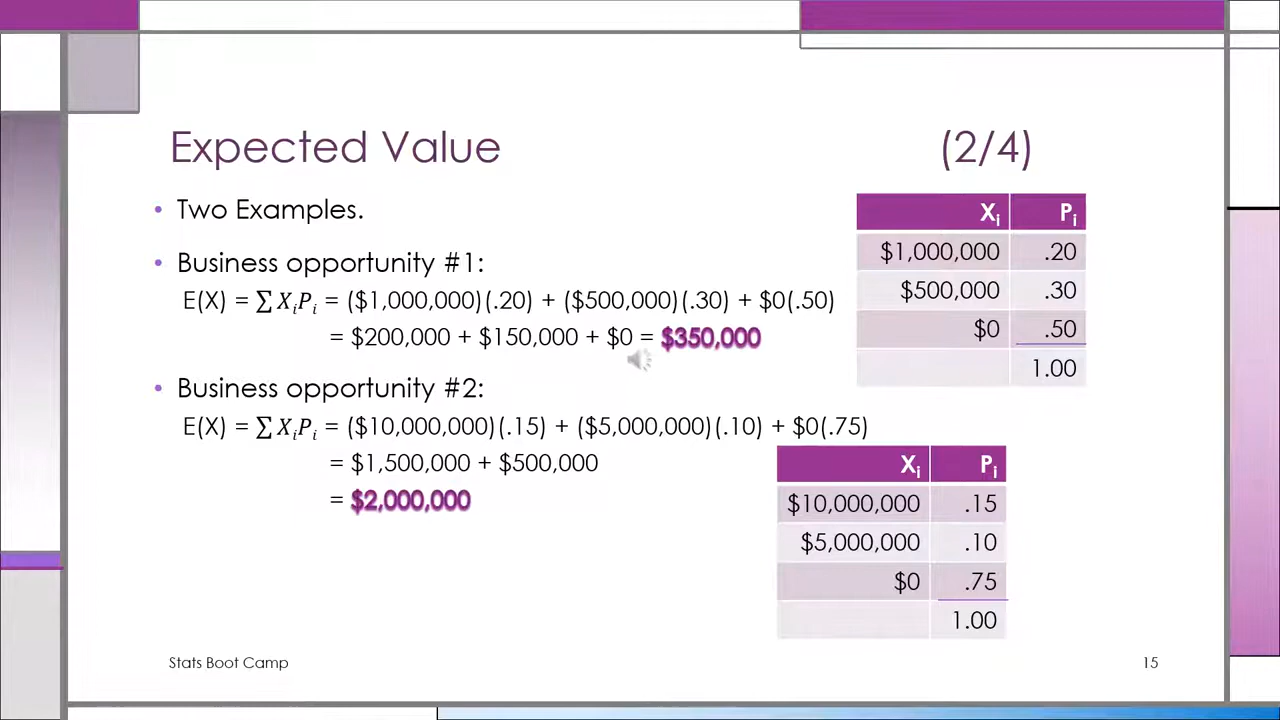 Expected Value (2/4)
• Two Examples.
• Business opportunity #1:
E(X) = ∑ XᵢPᵢ = ($1,000,000)(.20) + ($500,000)(.30) + $0(.50)
= $200,000 + $150,000 + $0 = $350,000
Xᵢ Pᵢ
$1,000,000 .20
$500,000 .30
$0 .50
1.00
• Business opportunity #2:
E(X) = ∑ XᵢPᵢ = ($10,000,000)(.15) + ($5,000,000)(.10) + $0(.75)
= $1,500,000 + $500,000
= $2,000,000
Xᵢ Pᵢ
$10,000,000 .15
$5,000,000 .10
$0 .75
1.00
Stats Boot Camp 15